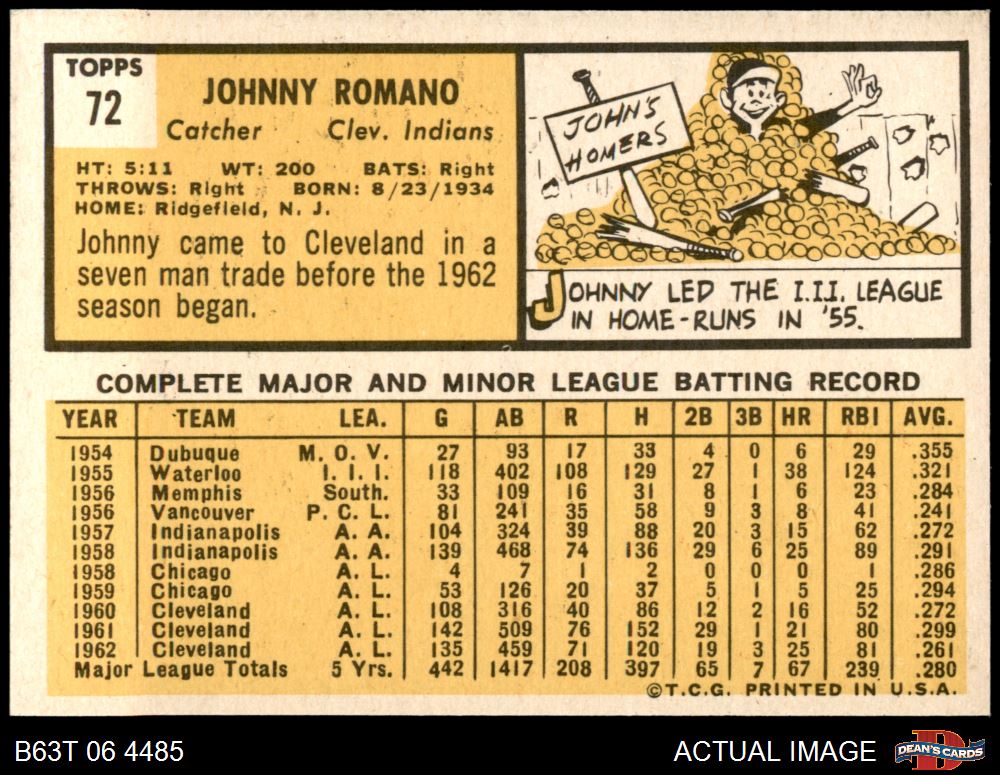 TOPPS
72
JOHNNY ROMANO
Catcher Clev. Indians
HT: 5:11 WT: 200 BATS: Right
THROWS: Right BORN: 8/23/1934
HOME: Ridgefield, N. J.
Johnny came to Cleveland in a
seven man trade before the 1962
season began.
JOHN'S
HOMERS
JOHNNY LED THE I.I.I. LEAGUE
IN HOME-RUNS IN '55.
COMPLETE MAJOR AND MINOR LEAGUE BATTING RECORD
YEAR TEAM LEA. G AB R H 2B 3B HR RBI AVG.
1954 Dubuque M. O. V. 27 93 17 33 4 0 6 29 .355
1955 Waterloo I. I. I. 118 402 108 129 27 1 38 124 .321
1956 Memphis South. 33 109 16 31 8 1 6 23 .284
1956 Vancouver P. C. L. 81 241 35 58 9 3 8 41 .241
1957 Indianapolis A. A. 104 324 39 88 20 3 15 62 .272
1958 Indianapolis A. A. 139 468 74 136 29 6 25 89 .291
1958 Chicago A. L. 4 7 1 2 0 0 0 1 .286
1959 Chicago A. L. 53 126 20 37 5 1 5 25 .294
1960 Cleveland A. L. 108 316 40 86 12 2 16 52 .272
1961 Cleveland A. L. 142 509 76 152 29 1 21 80 .299
1962 Cleveland A. L. 135 459 71 120 19 3 25 81 .261
Major League Totals 5 Yrs. 442 1417 208 397 65 7 67 239 .280
©T.C.G. PRINTED IN U.S.A.
B63T 06 4485 ACTUAL IMAGE
DEAN'S CARDS